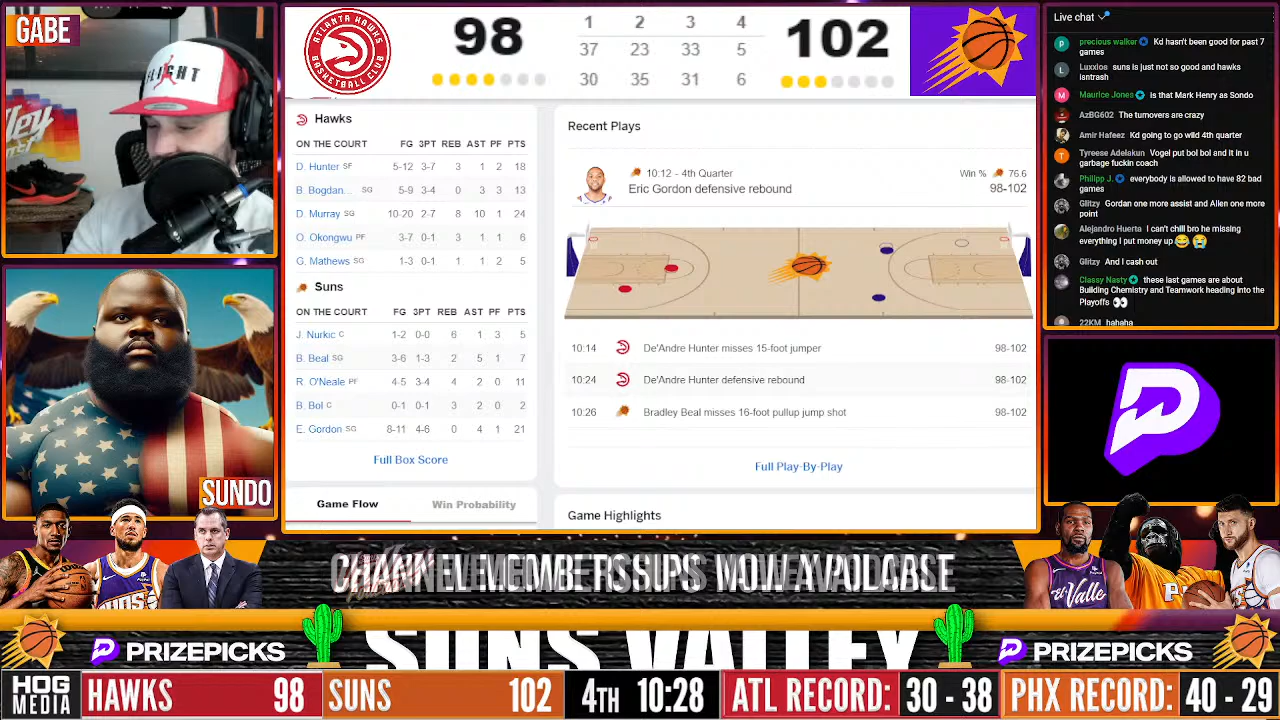 GABE
FLIGHT
ATLANTA HAWKS
BASKETBALL CLUB
98
1 2 3 4
37 23 33 5
30 35 31 6
102
Hawks
ON THE COURT FG 3PT REB AST PF PTS
D. Hunter SF 5-12 3-7 3 1 2 18
B. Bogdan... SG 5-9 3-4 0 3 3 13
D. Murray SG 10-20 2-7 8 10 1 24
O. Okongwu PF 3-7 0-1 3 1 1 6
G. Mathews SG 1-3 0-1 1 1 2 5
Suns
ON THE COURT FG 3PT REB AST PF PTS
J. Nurkic C 1-2 0-0 6 1 3 5
B. Beal SG 3-6 1-3 2 5 1 7
R. O'Neale PF 4-5 3-4 4 2 0 11
B. Bol C 0-1 0-1 3 2 0 2
E. Gordon SG 8-11 4-6 0 4 1 21
Full Box Score
Game Flow Win Probability
Recent Plays
10:12 - 4th Quarter Win % 76.6
Eric Gordon defensive rebound 98-102
10:14 De'Andre Hunter misses 15-foot jumper 98-102
10:24 De'Andre Hunter defensive rebound 98-102
10:26 Bradley Beal misses 16-foot pullup jump shot 98-102
Full Play-By-Play
Game Highlights
Live chat
precious walker Kd hasn't been good for past 7
games
Luxxlos suns is just not so good and hawks
isntrash
Maurice Jones is that Mark Henry as Sondo
AzBG602 The turnovers are crazy
Amir Hafeez Kd going to go wild 4th quarter
Tyreese Adelakun Vogel put bol bol and it in u
garbage fuckin coach
Philipp J. everybody is allowed to have 82 bad
games
Glitzy Gordan one more assist and Allen one more
point
Alejandro Huerta I can't chill bro he missing
everything I put money up 😂 😭
Glitzy And I cash out
Classy Nasty these last games are about
Building Chemistry and Teamwork heading into the
Playoffs 👀
22KM hahaha
SUNDO
SUNS
El Valle
PRIZEPICKS
SUNS VALLEY
PRIZEPICKS
HOG
MEDIA
HAWKS 98 SUNS 102 4TH 10:28 ATL RECORD: 30 - 38 PHX RECORD: 40 - 29